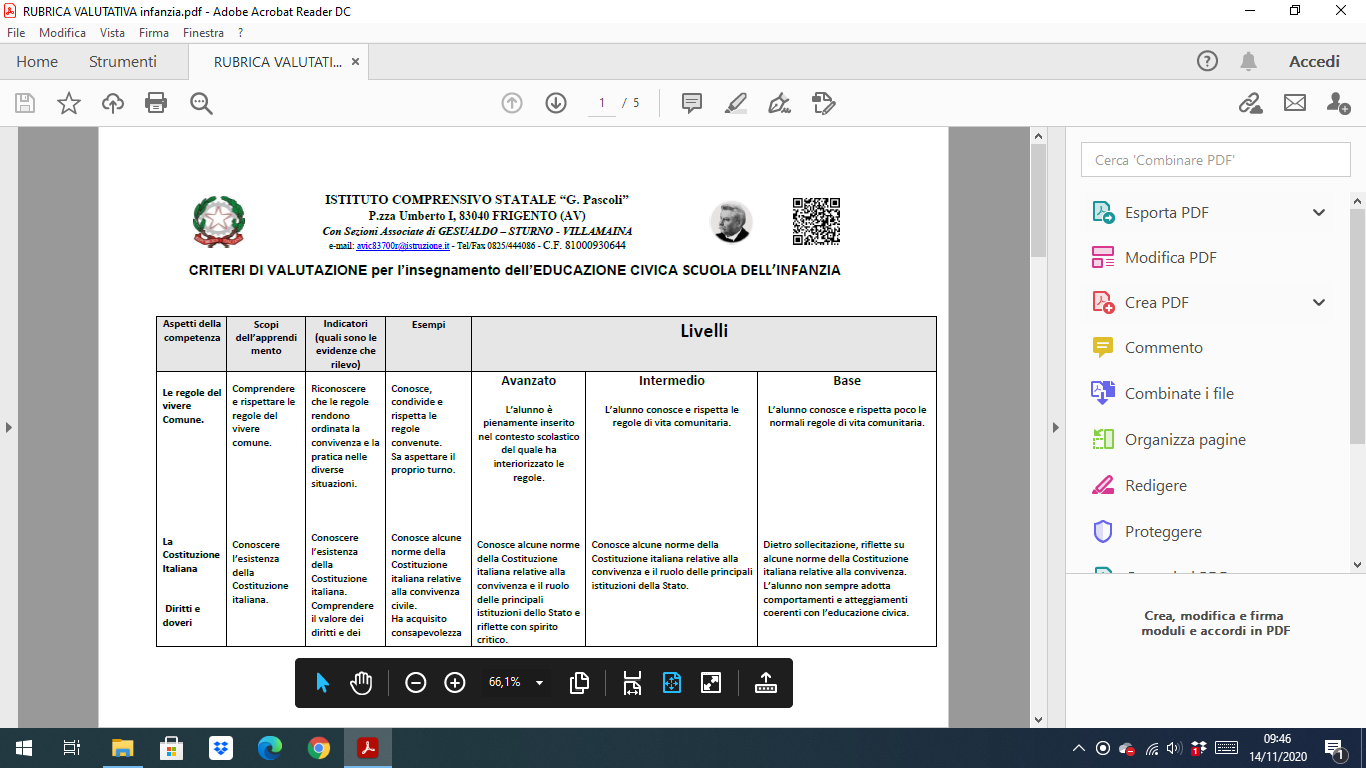 RUBRICA VALUTATIVA infanzia.pdf - Adobe Acrobat Reader DC
File Modifica Vista Firma Finestra ?
Home Strumenti RUBRICA VALUTATI... × Accedi
1 / 5
Cerca 'Combinare PDF'
ISTITUTO COMPRENSIVO STATALE “G. Pascoli”
P.zza Umberto I, 83040 FRIGENTO (AV)
Con Sezioni Associate di GESUALDO – STURNO - VILLAMAINA
e-mail: avic83700r@istruzione.it - Tel/Fax 0825/444086 - C.F. 81000930644
CRITERI DI VALUTAZIONE per l’insegnamento dell’EDUCAZIONE CIVICA SCUOLA DELL’INFANZIA
Aspetti della
competenza
Scopi
dell’apprendi
mento
Indicatori
(quali sono le
evidenze che
rilevo)
Esempi
Livelli
Le regole del
vivere
Comune.
Comprendere
e rispettare le
regole del
vivere
comune.
Riconoscere
che le regole
rendono
ordinata la
convivenza e la
pratica nelle
diverse
situazioni.
Conosce,
condivide e
rispetta le
regole
convenute.
Sa aspettare il
proprio turno.
Avanzato
L’alunno è
pienamente inserito
nel contesto scolastico
del quale ha
interiorizzato le
regole.
Intermedio
L’alunno conosce e rispetta le
regole di vita comunitaria.
Base
L’alunno conosce e rispetta poco le
normali regole di vita comunitaria.
La
Costituzione
Italiana
Diritti e
doveri
Conoscere
l’esistenza
della
Costituzione
italiana.
Conoscere
l’esistenza
della
Costituzione
italiana.
Comprendere
il valore dei
diritti e dei
Conosce alcune
norme della
Costituzione
italiana relative
alla convivenza
civile.
Ha acquisito
consapevolezza
Conosce alcune norme
della Costituzione
italiana relative alla
convivenza e il ruolo
delle principali
istituzioni dello Stato e
riflette con spirito
critico.
Conosce alcune norme della
Costituzione italiana relative alla
convivenza e il ruolo delle principali
istituzioni della Stato.
Dietro sollecitazione, riflette su
alcune norme della Costituzione
italiana relative alla convivenza.
L’alunno non sempre adotta
comportamenti e atteggiamenti
coerenti con l’educazione civica.
66,1%
Esporta PDF
Modifica PDF
Crea PDF
Commento
Combinate i file
Organizza pagine
Redigere
Proteggere
Crea, modifica e firma
moduli e accordi in PDF
09:46
14/11/2020
1